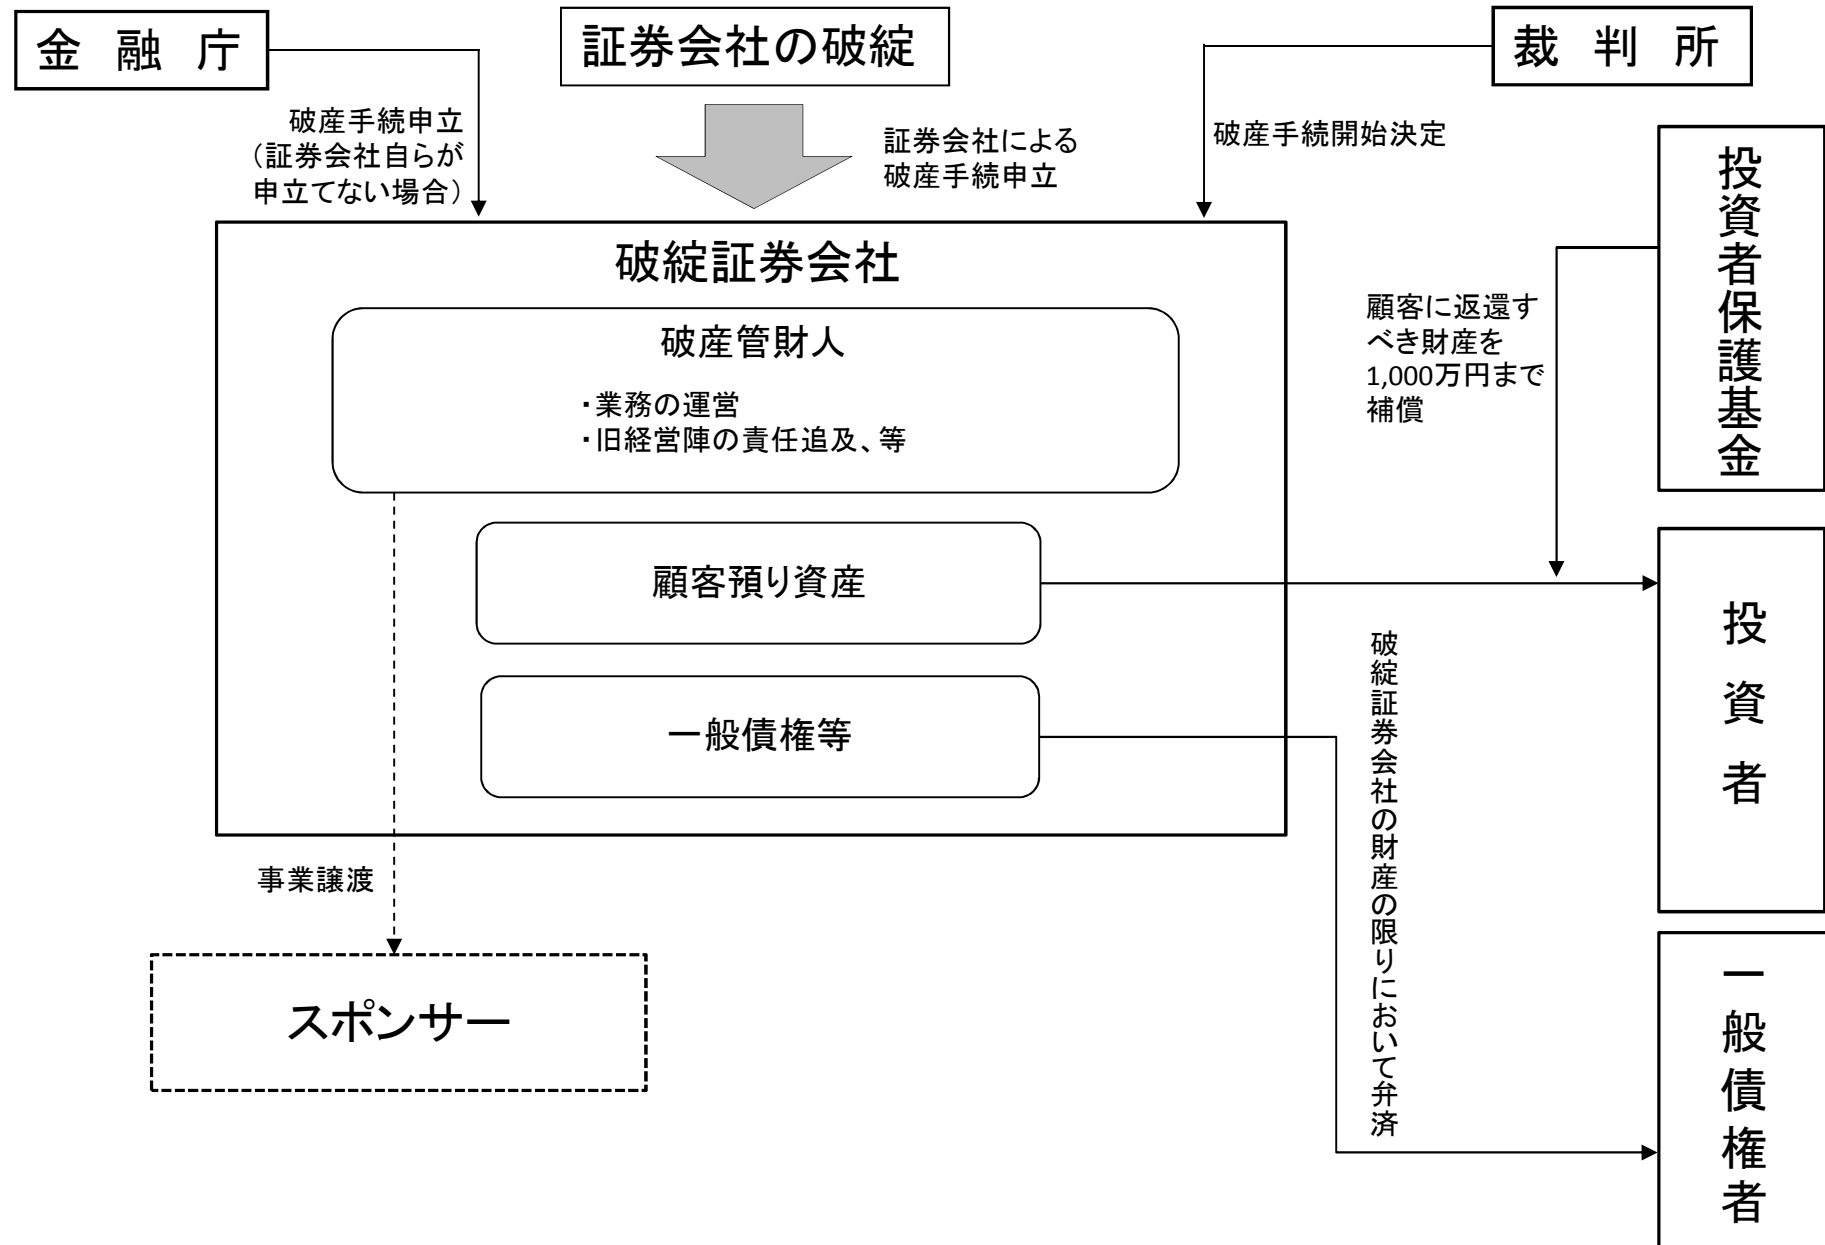 金融庁
証券会社の破綻
裁判所
破産手続申立
（証券会社自らが
申立てない場合）
証券会社による
破産手続申立
破産手続開始決定
投資者保護基金
破綻証券会社
破産管財人
・業務の運営
・旧経営陣の責任追及、等
顧客に返還す
べき財産を
1,000万円まで
補償
顧客預り資産
投資者
一般債権等
破綻証券会社の財産の限りにおいて弁済
事業譲渡
スポンサー
一般債権者